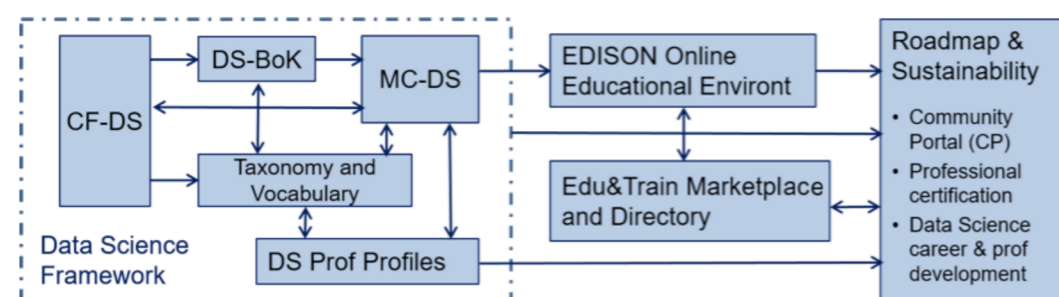 CF-DS
DS-BoK
MC-DS
Taxonomy and
Vocabulary
DS Prof Profiles
Data Science
Framework
EDISON Online
Educational Environt
Edu&Train Marketplace
and Directory
Roadmap &
Sustainability
• Community
Portal (CP)
• Professional
certification
• Data Science
career & prof
development